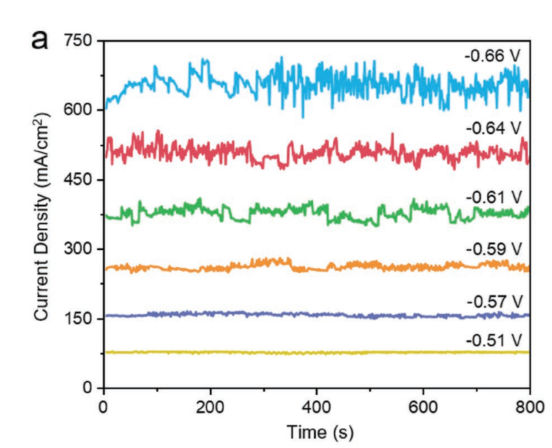 a
750
600
450
300
150
0
Current Density (mA/cm²)
-0.66 V
-0.64 V
-0.61 V
-0.59 V
-0.57 V
-0.51 V
0 200 400 600 800
Time (s)